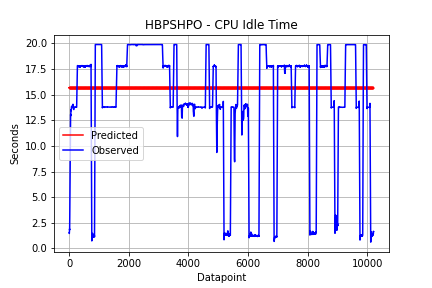 HBPSHPO - CPU Idle Time
20.0
17.5
15.0
12.5
10.0
7.5
5.0
2.5
0.0
Seconds
Predicted
Observed
0 2000 4000 6000 8000 10000
Datapoint